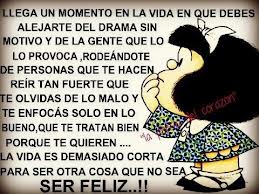 LLEGA UN MOMENTO EN LA VIDA EN QUE DEBES
ALEJARTE DEL DRAMA SIN
MOTIVO Y DE LA GENTE QUE LO
LO PROVOCA ,RODEÁNDOTE
DE PERSONAS QUE TE HACEN
REÍR TAN FUERTE QUE
TE OLVIDAS DE LO MALO Y
TE ENFOCÁS SOLO EN LO
BUENO,QUE TE TRATAN BIEN
PORQUE TE QUIEREN ....
LA VIDA ES DEMASIADO CORTA
PARA SER OTRA COSA QUE NO SEA
SER FELIZ..!!
corazon"